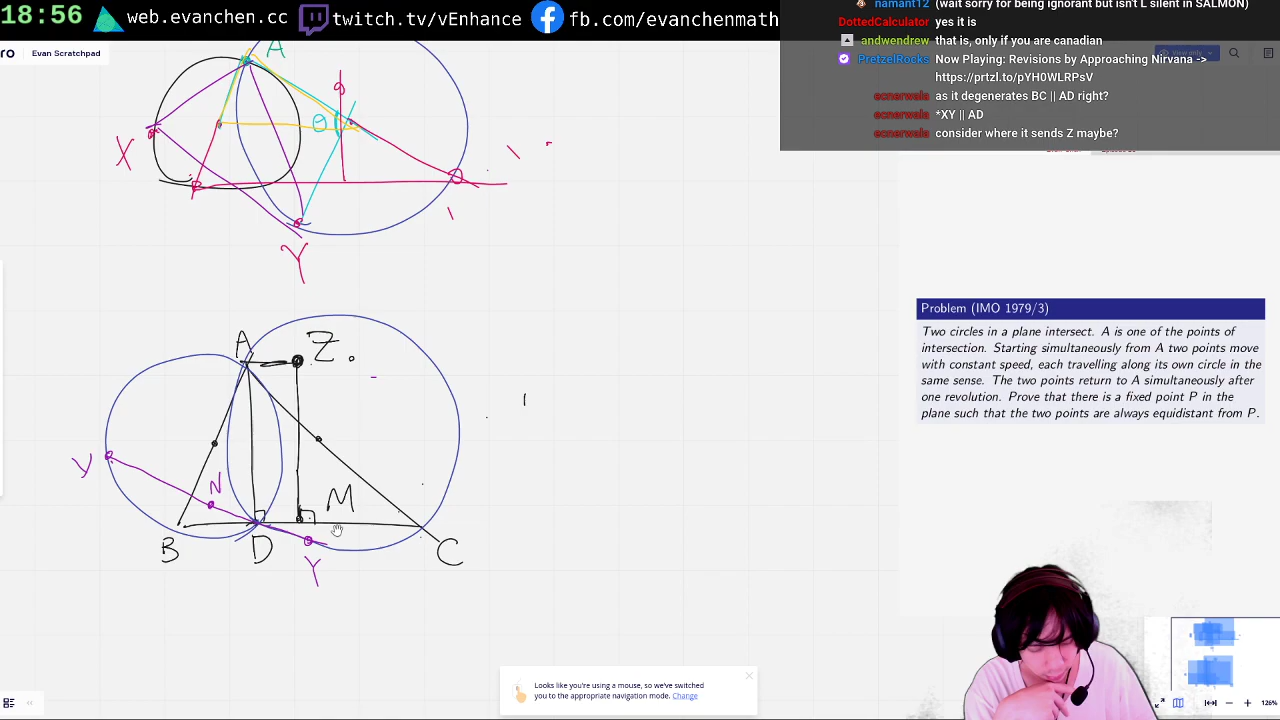 18:56 web.evanchen.cc twitch.tv/vEnhance fb.com/evanchenmath
namant12 (wait sorry for being ignorant but isn't L silent in SALMON)
DottedCalculator yes it is
andwendrew that is, only if you are canadian
PretzelRocks Now Playing: Revisions by Approaching Nirvana ->
https://prtzl.to/pYH0WLRPsV
ecnerwala as it degenerates BC || AD right?
ecnerwala *XY || AD
ecnerwala consider where it sends Z maybe?
ro Evan Scratchpad
View only
A
X
Y
Problem (IMO 1979/3)
Two circles in a plane intersect. A is one of the points of
intersection. Starting simultaneously from A two points move
with constant speed, each travelling along its own circle in the
same sense. The two points return to A simultaneously after
one revolution. Prove that there is a fixed point P in the
plane such that the two points are always equidistant from P.
A Z
y N M
B D Y C
Looks like you're using a mouse, so we've switched
you to the appropriate navigation mode. Change
126%